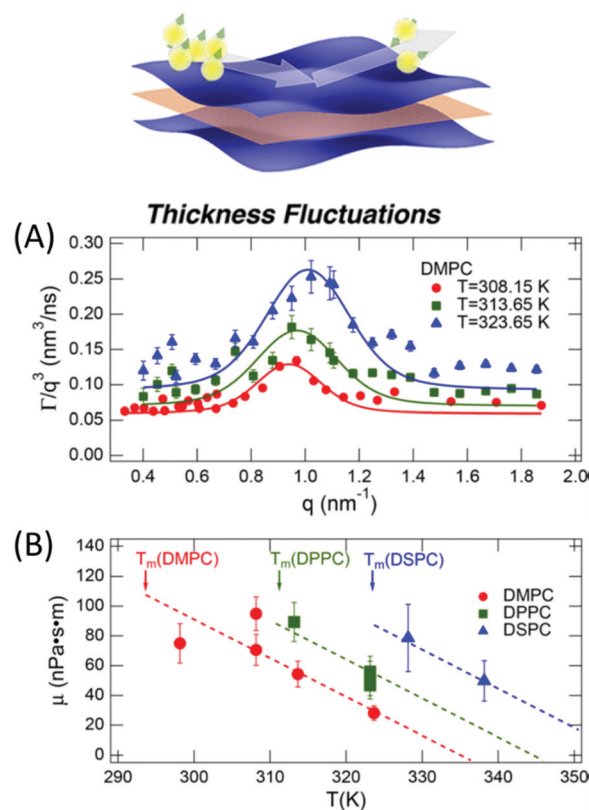 Thickness Fluctuations
(A)
0.30
0.25
0.20
0.15
0.10
0.05
0.00
Γ/q³ (nm³/ns)
DMPC
T=308.15 K
T=313.65 K
T=323.65 K
0.4 0.6 0.8 1.0 1.2 1.4 1.6 1.8 2.0
q (nm⁻¹)
(B)
140
120
100
80
60
40
20
0
μ (nPa•s•m)
Tm(DMPC) Tm(DPPC) Tm(DSPC)
DMPC
DPPC
DSPC
290 300 310 320 330 340 350
T(K)